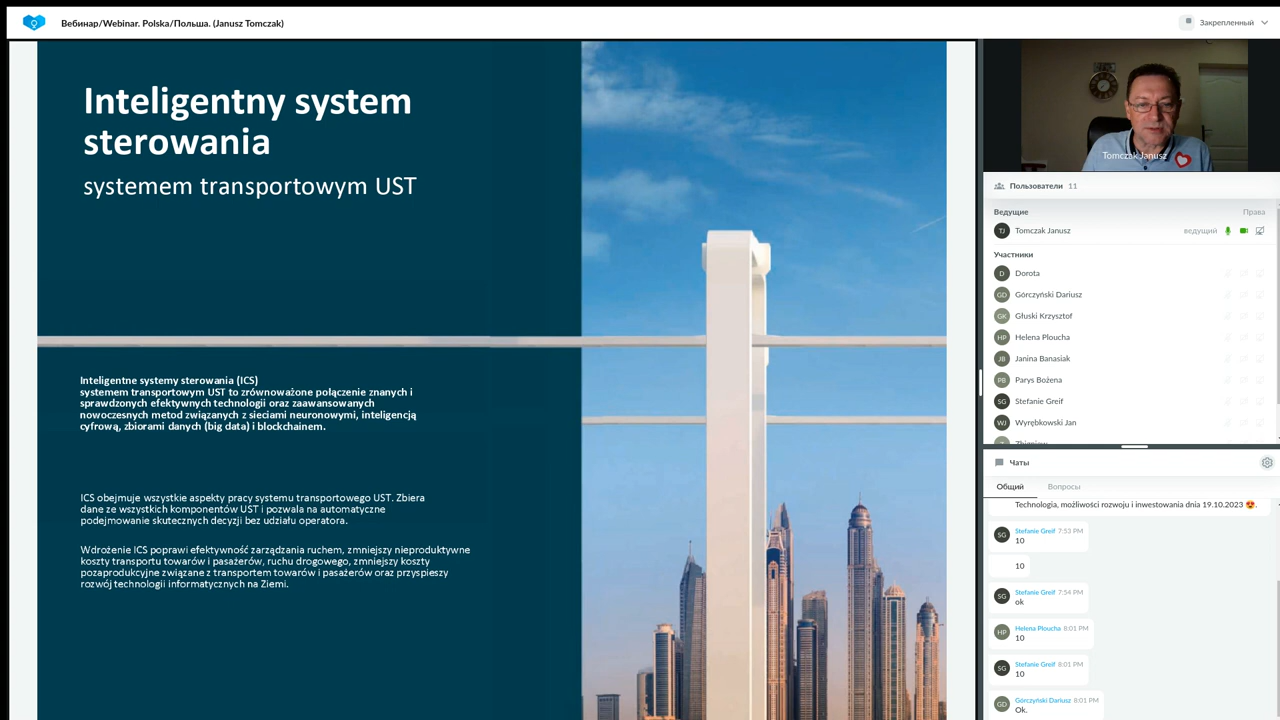 Вебинар/Webinar. Polska/Польша. (Janusz Tomczak)
Закрепленный
Inteligentny system
sterowania
systemem transportowym UST
Inteligentne systemy sterowania (ICS)
systemem transportowym UST to zrównoważone połączenie znanych i
sprawdzonych efektywnych technologii oraz zaawansowanych
nowoczesnych metod związanych z sieciami neuronowymi, inteligencją
cyfrową, zbiorami danych (big data) i blockchainem.
ICS obejmuje wszystkie aspekty pracy systemu transportowego UST. Zbiera
dane ze wszystkich komponentów UST i pozwala na automatyczne
podejmowanie skutecznych decyzji bez udziału operatora.
Wdrożenie ICS poprawi efektywność zarządzania ruchem, zmniejszy nieproduktywne
koszty transportu towarów i pasażerów, ruchu drogowego, zmniejszy koszty
pozaprodukcyjne związane z transportem towarów i pasażerów oraz przyspieszy
rozwój technologii informatycznych na Ziemi.
Tomczak Janusz
Пользователи 11
Ведущие Права
TJ Tomczak Janusz ведущий
Участники
D Dorota
GD Górczyński Dariusz
GK Głuski Krzysztof
HP Helena Ploucha
JB Janina Banasiak
PB Parys Bożena
SG Stefanie Greif
WJ Wyrębkowski Jan
Чаты
Общий Вопросы
Technologia, możliwości rozwoju i inwestowania dnia 19.10.2023 😍.
SG Stefanie Greif 7:53 PM
10
10
SG Stefanie Greif 7:54 PM
ok
HP Helena Ploucha 8:01 PM
10
SG Stefanie Greif 8:01 PM
10
GD Górczyński Dariusz 8:01 PM
Ok.